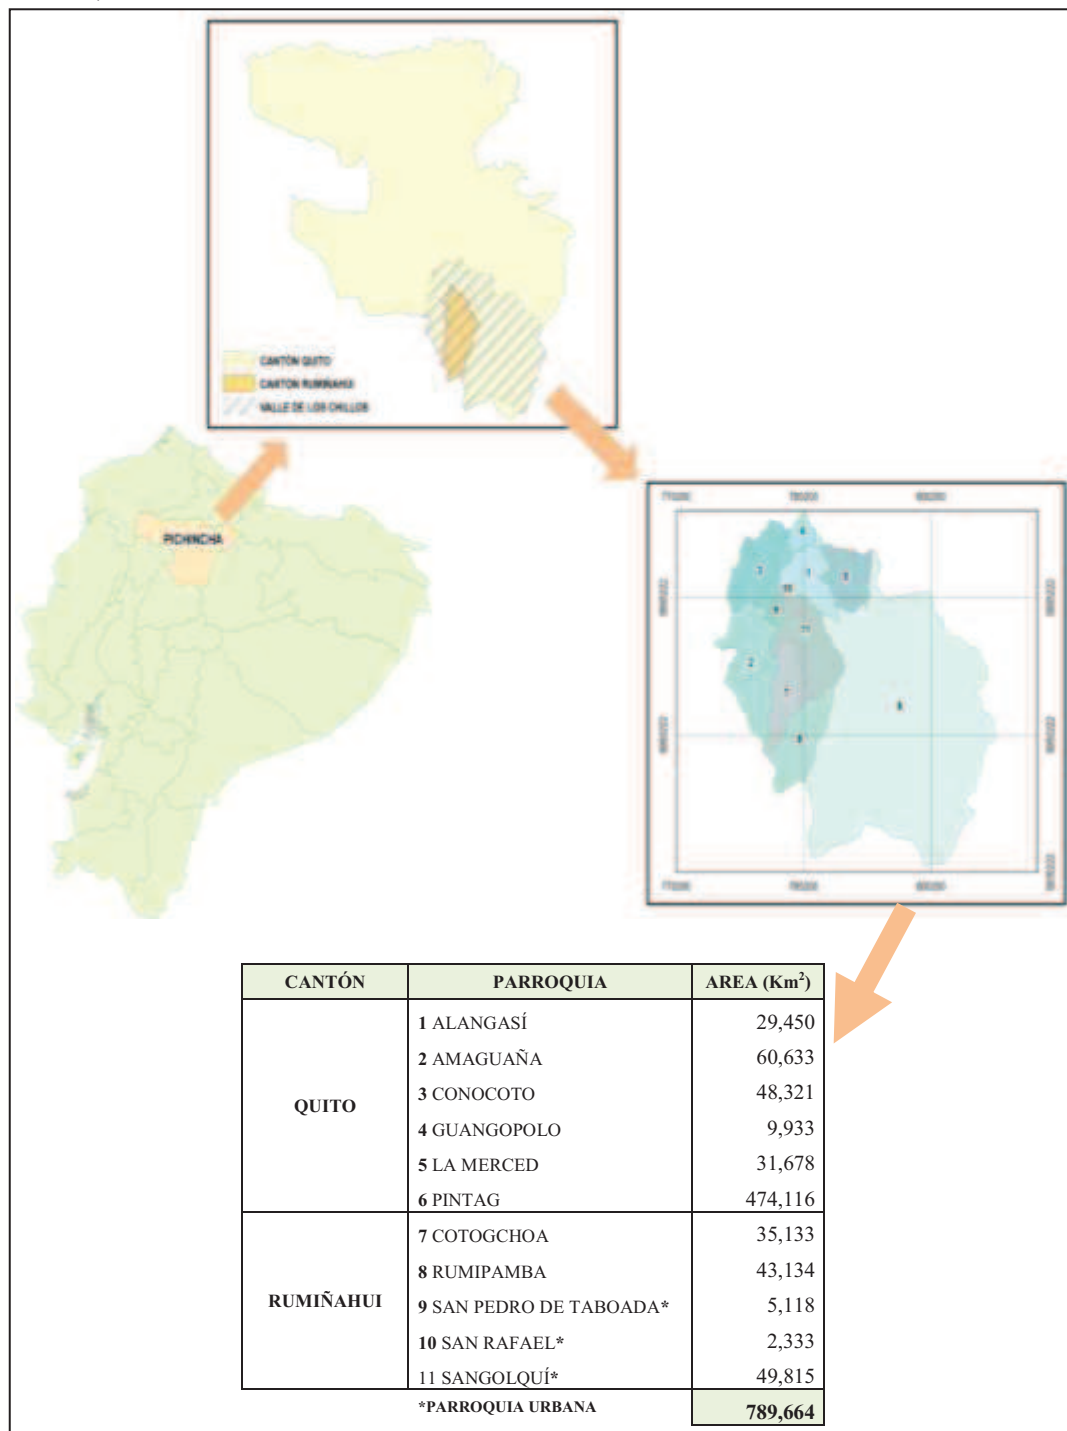 CANTÓN QUITO
CANTÓN RUMIÑAHUI
VALLE DE LOS CHILLOS
PICHINCHA
CANTÓN PARROQUIA AREA (Km²)
QUITO
1 ALANGASÍ 29,450
2 AMAGUAÑA 60,633
3 CONOCOTO 48,321
4 GUANGOPOLO 9,933
5 LA MERCED 31,678
6 PINTAG 474,116
RUMIÑAHUI
7 COTOGCHOA 35,133
8 RUMIPAMBA 43,134
9 SAN PEDRO DE TABOADA* 5,118
10 SAN RAFAEL* 2,333
11 SANGOLQUÍ* 49,815
*PARROQUIA URBANA 789,664